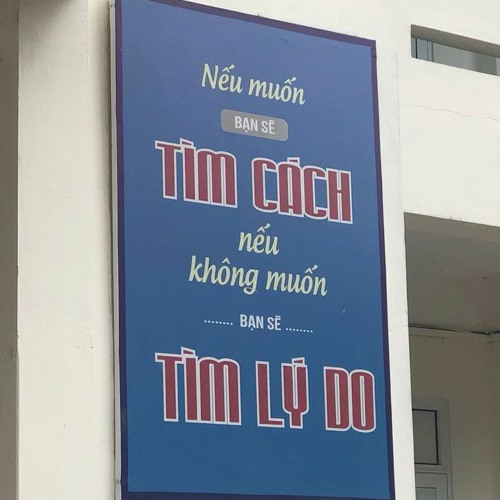 Nếu muốn
BẠN SẼ
TÌM CÁCH
nếu
không muốn
........ BẠN SẼ ........
TÌM LÝ DO